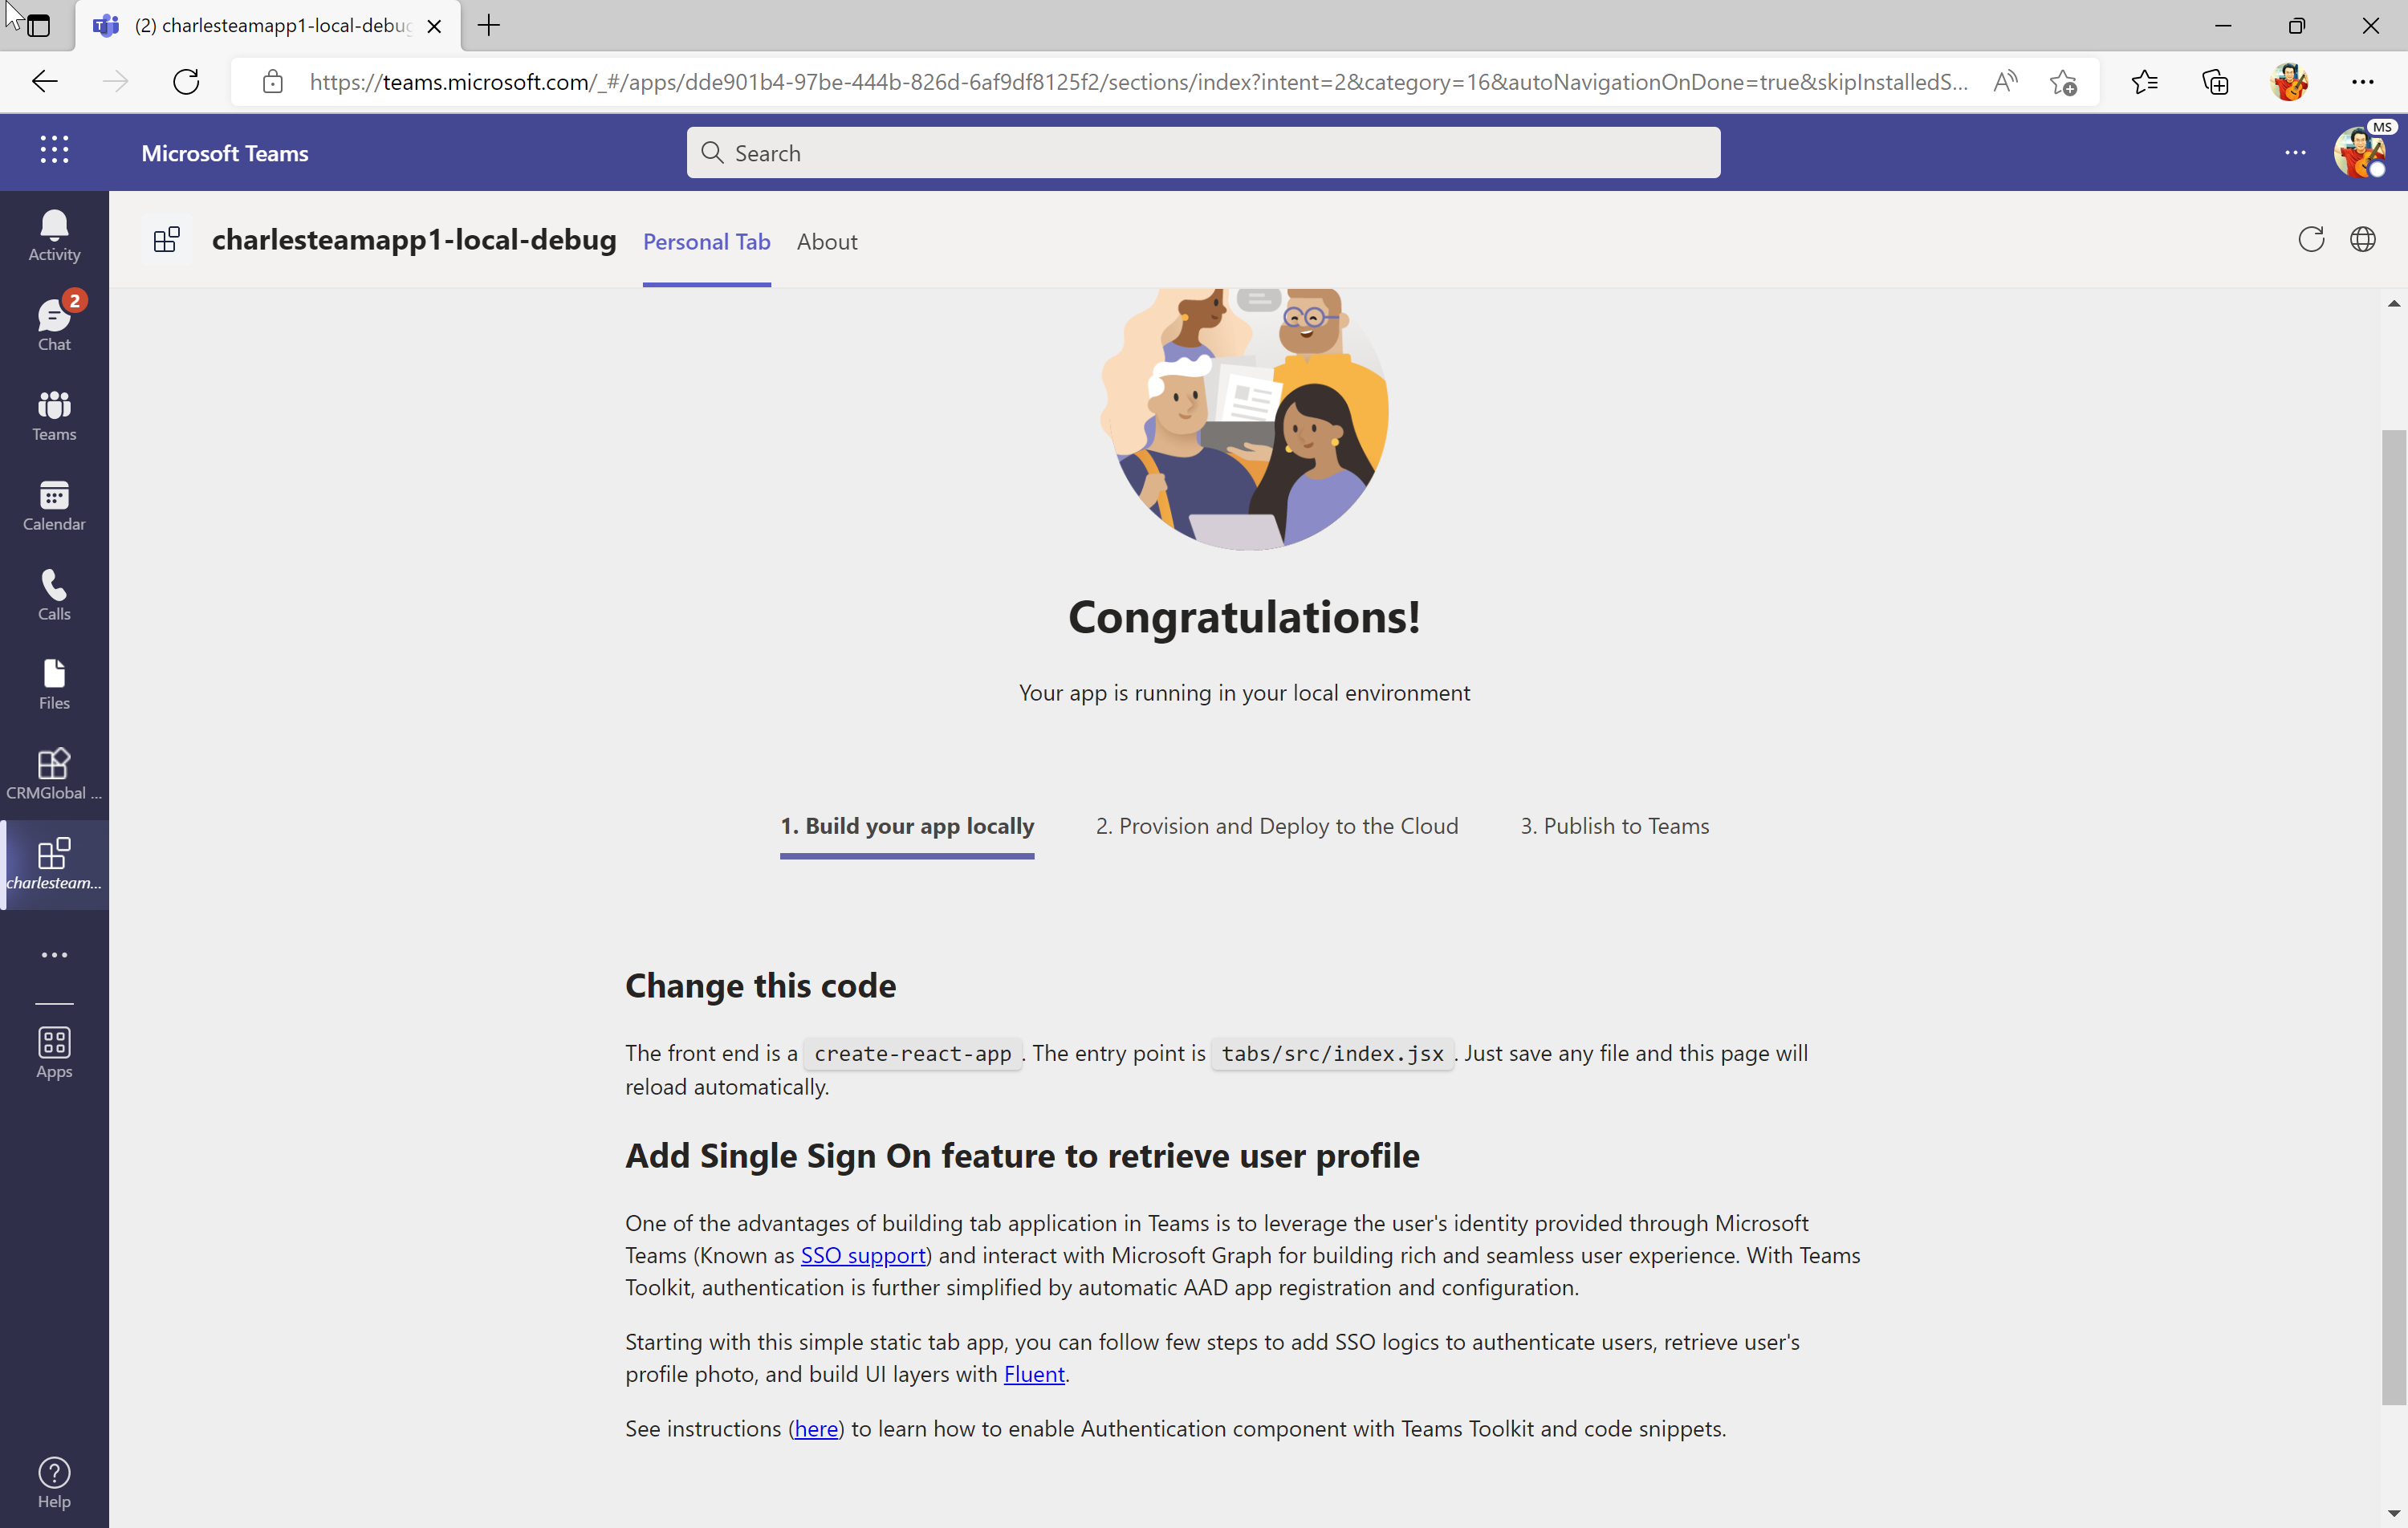 (2) charlesteamapp1-local-debug
https://teams.microsoft.com/_#/apps/dde901b4-97be-444b-826d-6af9df8125f2/sections/index?intent=2&category=16&autoNavigationOnDone=true&skipInstalledS...
Microsoft Teams
Search
MS
charlesteamapp1-local-debug
Personal Tab
About
Activity
2
Chat
Teams
Calendar
Calls
Files
CRMGlobal ...
charlesteam...
Apps
Help
Congratulations!
Your app is running in your local environment
1. Build your app locally
2. Provision and Deploy to the Cloud
3. Publish to Teams
Change this code
The front end is a create-react-app . The entry point is tabs/src/index.jsx . Just save any file and this page will
reload automatically.
Add Single Sign On feature to retrieve user profile
One of the advantages of building tab application in Teams is to leverage the user's identity provided through Microsoft
Teams (Known as SSO support) and interact with Microsoft Graph for building rich and seamless user experience. With Teams
Toolkit, authentication is further simplified by automatic AAD app registration and configuration.
Starting with this simple static tab app, you can follow few steps to add SSO logics to authenticate users, retrieve user's
profile photo, and build UI layers with Fluent.
See instructions (here) to learn how to enable Authentication component with Teams Toolkit and code snippets.